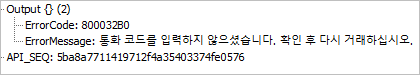 Output {} (2)
ErrorCode: 800032B0
ErrorMessage: 통화 코드를 입력하지 않으셨습니다. 확인 후 다시 거래하십시오.
API_SEQ: 5ba8a7711419712f4a35403374fe0576